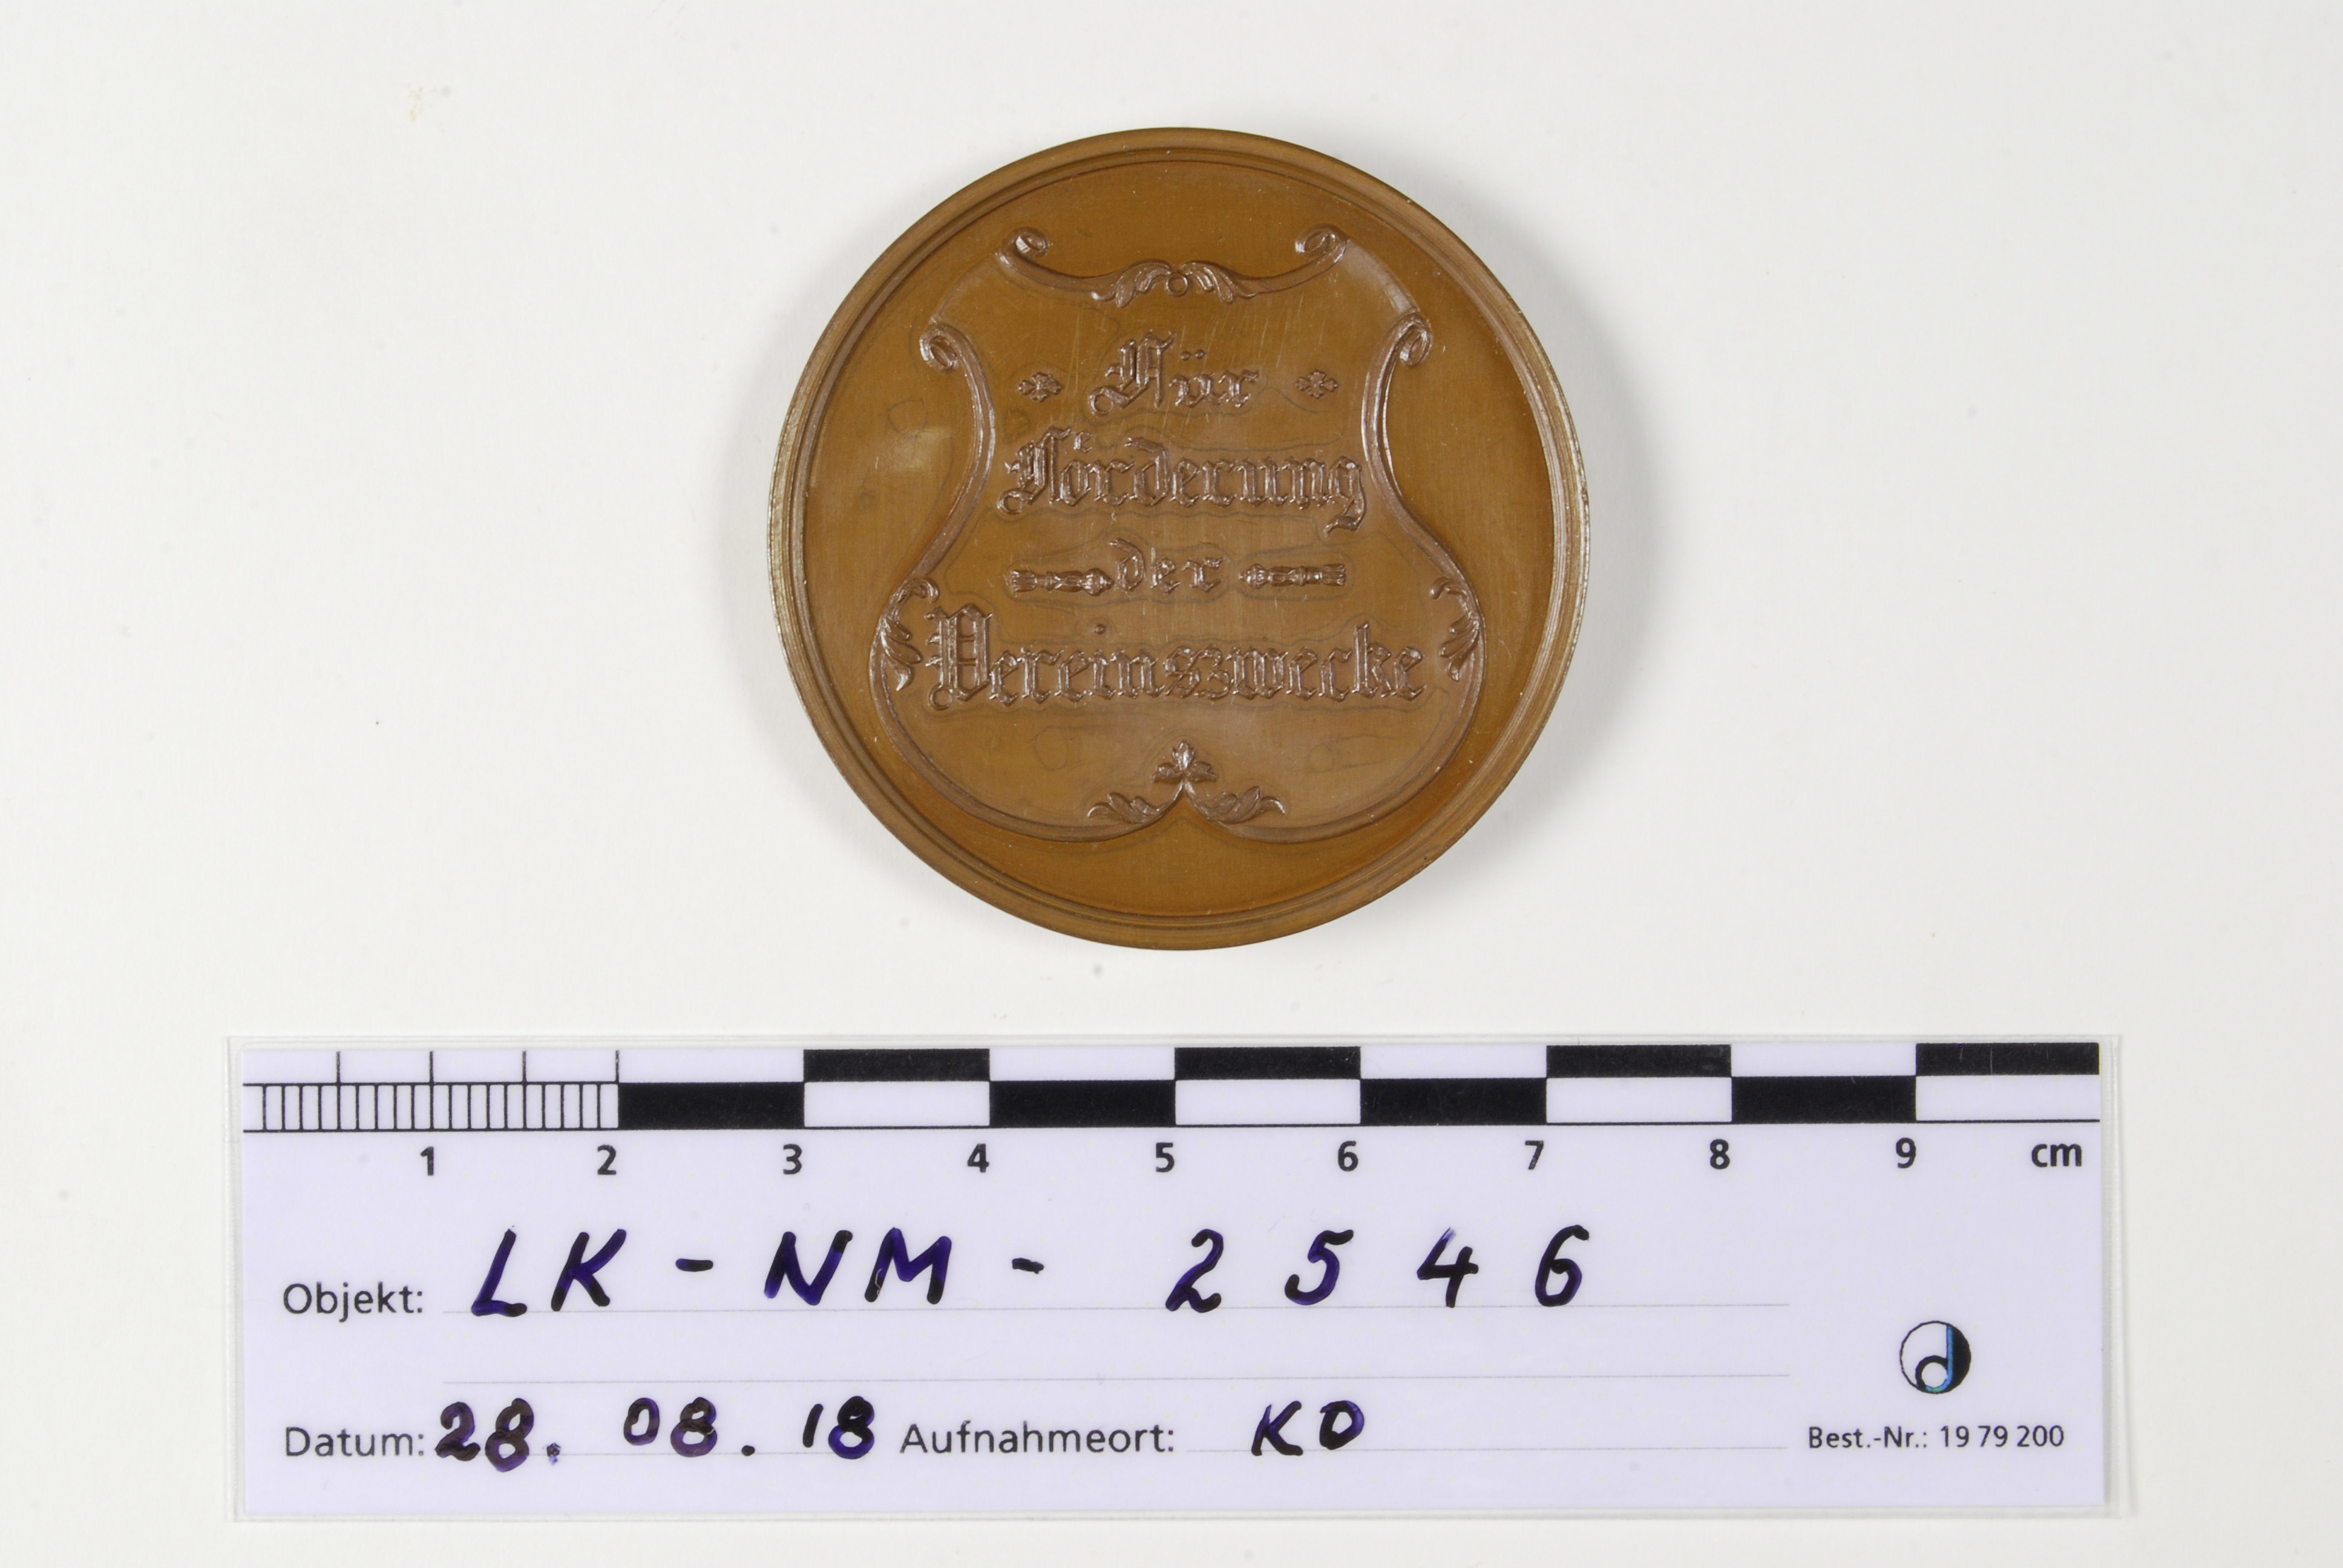 Für
Förderung
der
Vereinszwecke
1 2 3 4 5 6 7 8 9 cm
Objekt: LK-NM-2546
Datum: 28.08.18 Aufnahmeort: KO
Best.-Nr.: 19 79 200